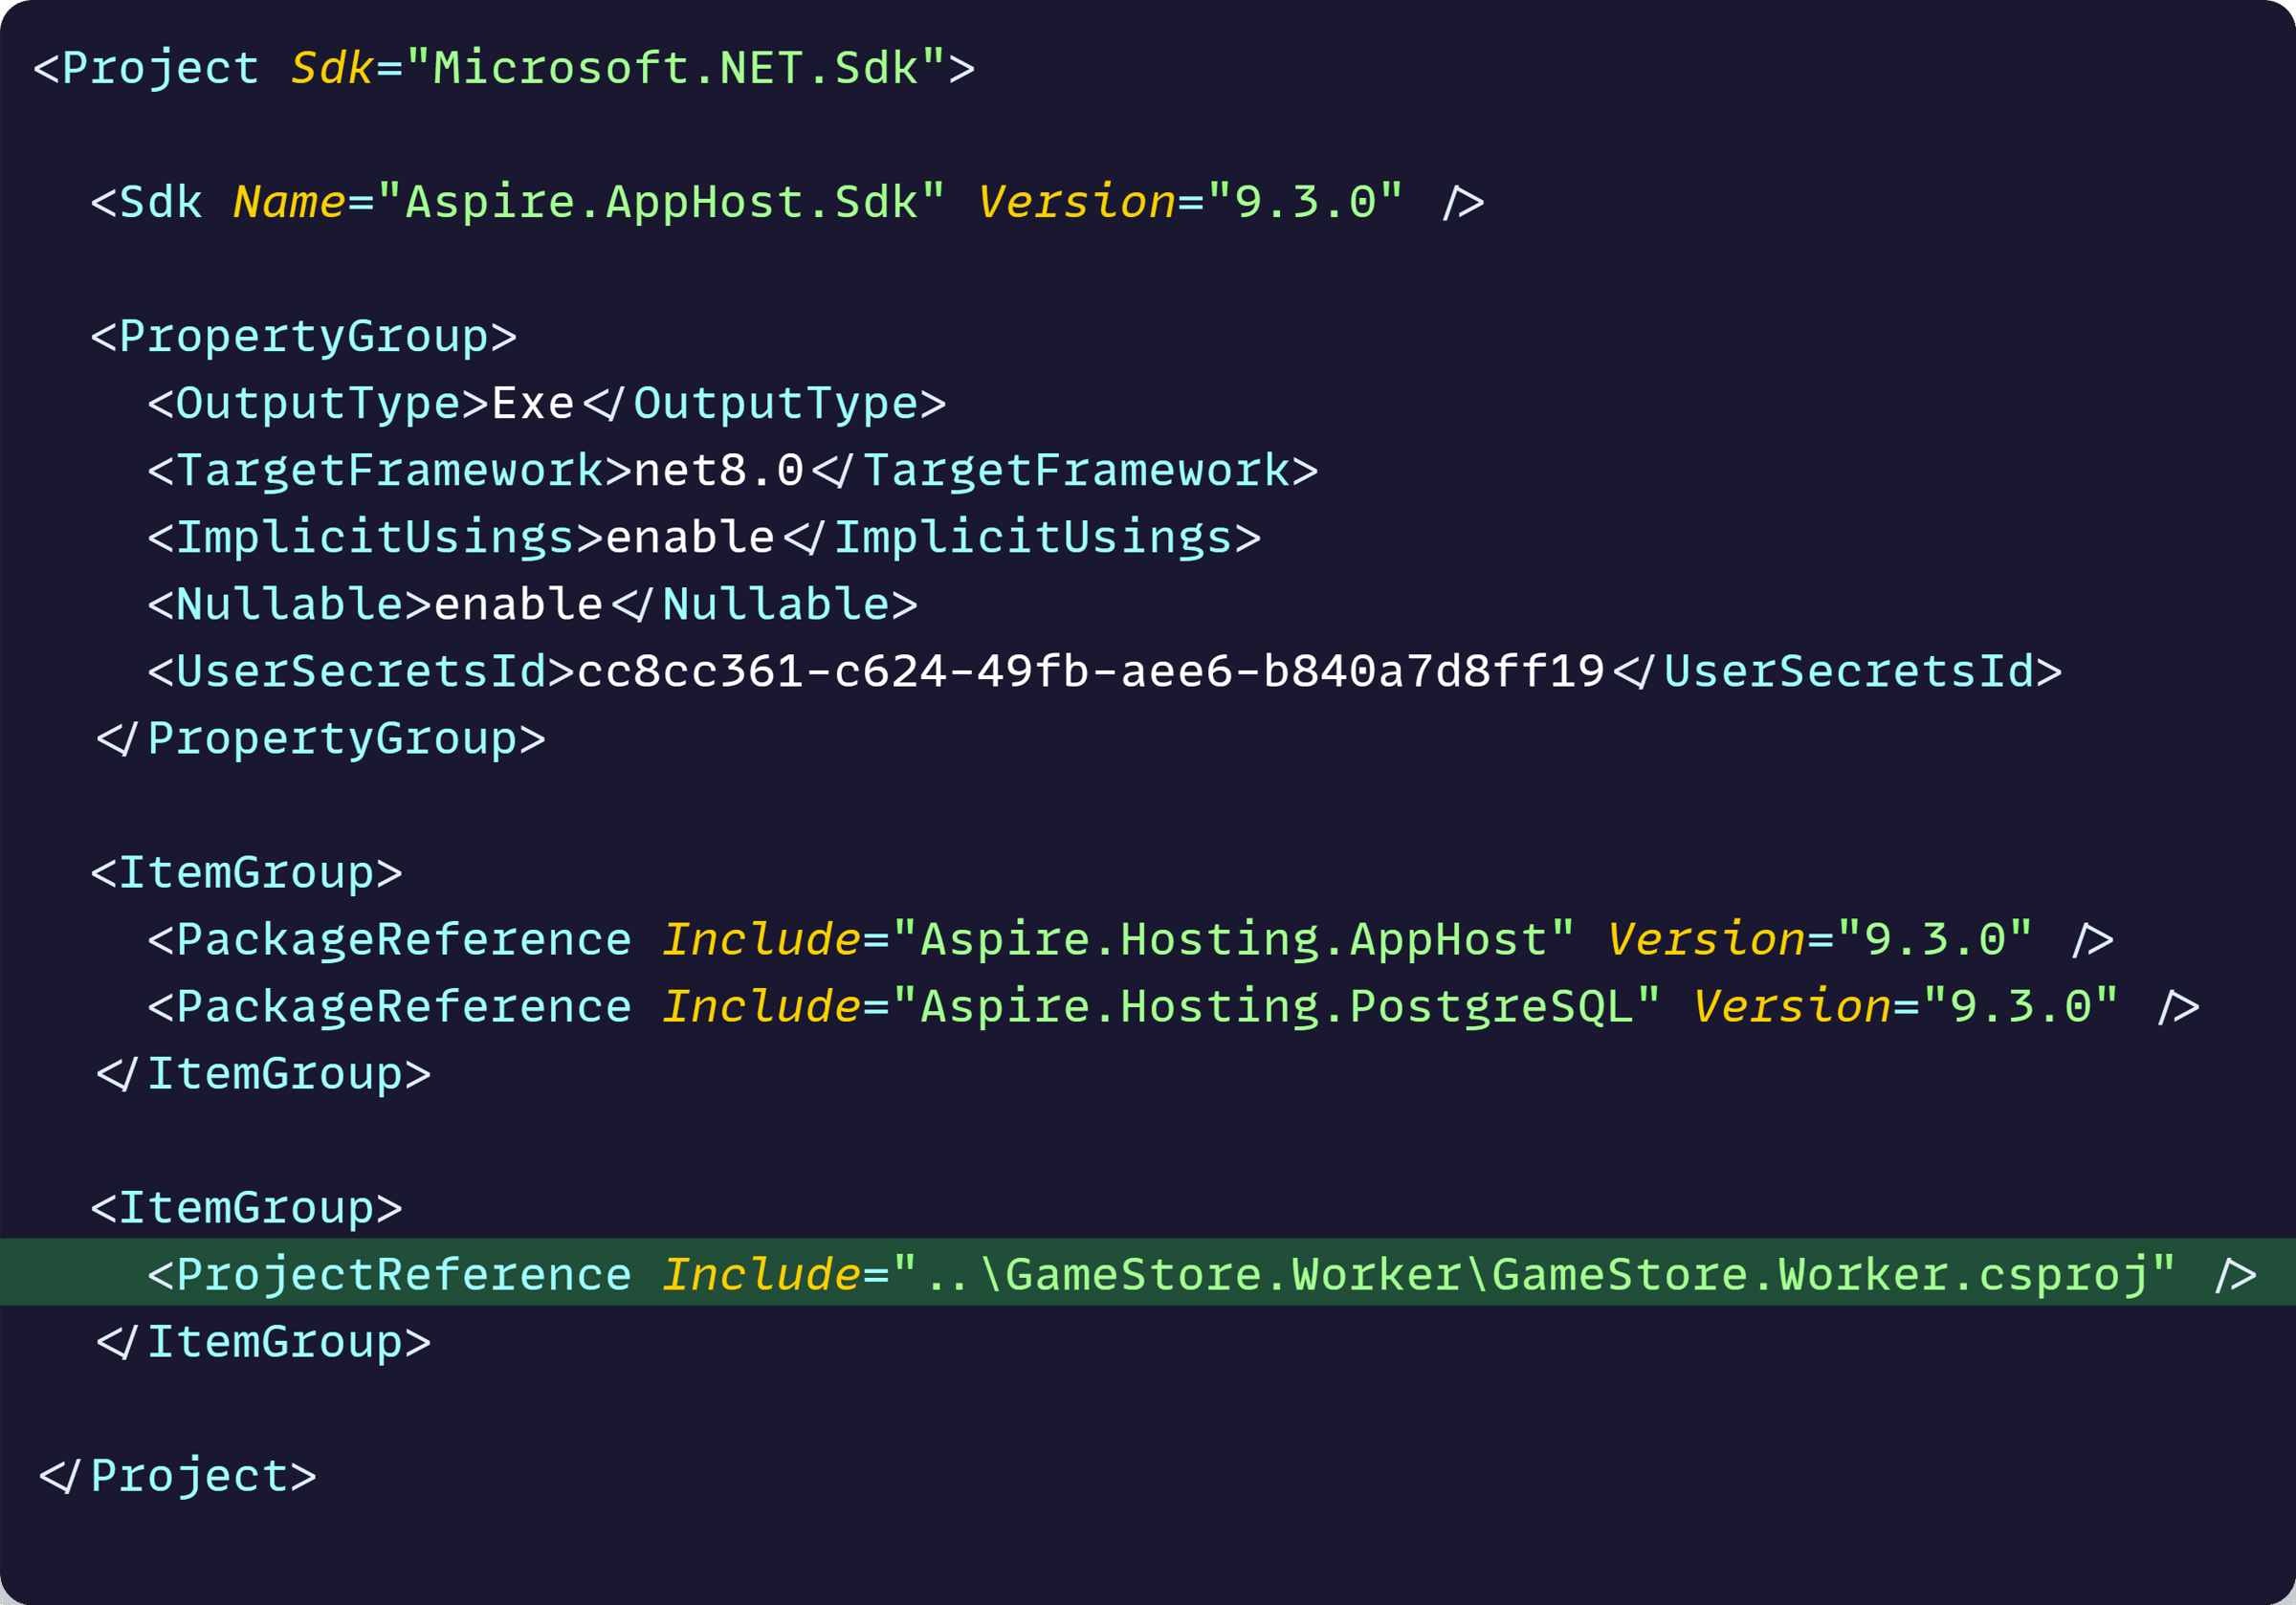 <Project Sdk="Microsoft.NET.Sdk">
<Sdk Name="Aspire.AppHost.Sdk" Version="9.3.0" />
<PropertyGroup>
<OutputType>Exe</OutputType>
<TargetFramework>net8.0</TargetFramework>
<ImplicitUsings>enable</ImplicitUsings>
<Nullable>enable</Nullable>
<UserSecretsId>cc8cc361-c624-49fb-aee6-b840a7d8ff19</UserSecretsId>
</PropertyGroup>
<ItemGroup>
<PackageReference Include="Aspire.Hosting.AppHost" Version="9.3.0" />
<PackageReference Include="Aspire.Hosting.PostgreSQL" Version="9.3.0" />
</ItemGroup>
<ItemGroup>
<ProjectReference Include="..\GameStore.Worker\GameStore.Worker.csproj" />
</ItemGroup>
</Project>